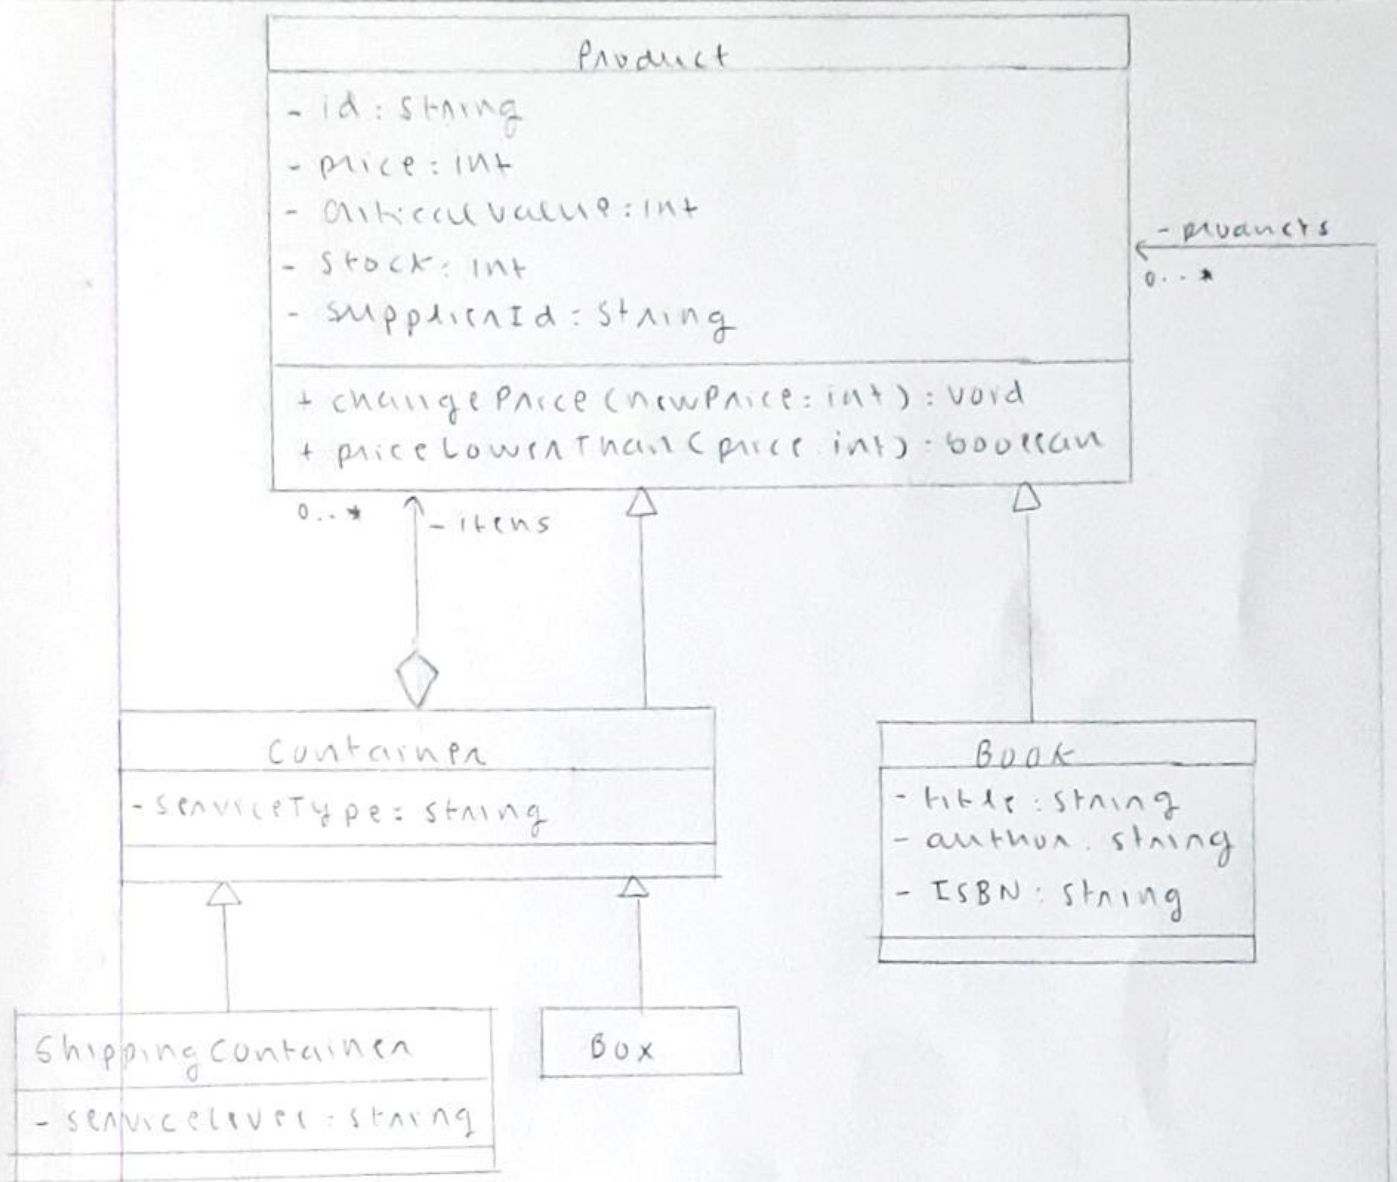 Product
- id : string
- price : int
- criticalValue : int
- stock : int
- supplierId : string
+ changePrice (newPrice : int) : void
+ priceLowerThan (price : int) : boolean
- products
0...*
0..*
- itens
Container
- serviceType : string
Book
- title : string
- author : string
- ISBN : string
ShippingContainer
- servicelevel : string
Box